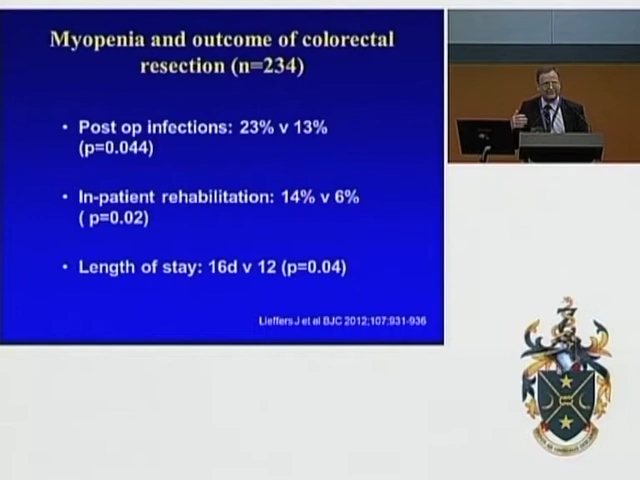 Myopenia and outcome of colorectal
resection (n=234)
• Post op infections: 23% v 13%
(p=0.044)
• In-patient rehabilitation: 14% v 6%
( p=0.02)
• Length of stay: 16d v 12 (p=0.04)
Lieffers J et al BJC 2012;107:931-936